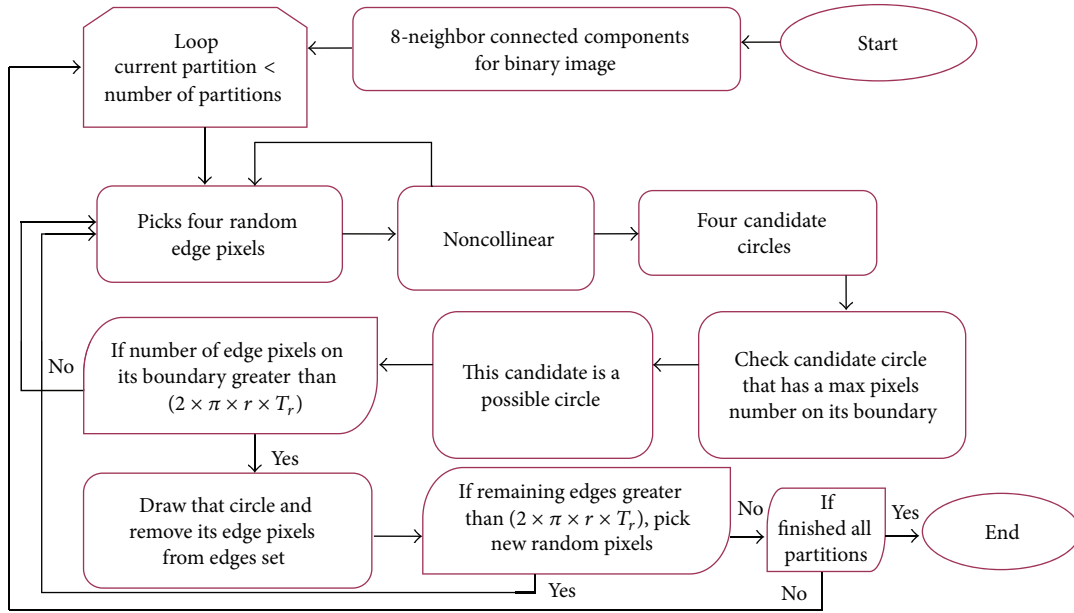 Start
8-neighbor connected components
for binary image
Loop
current partition <
number of partitions
Picks four random
edge pixels
Noncollinear
Four candidate
circles
Check candidate circle
that has a max pixels
number on its boundary
This candidate is a
possible circle
If number of edge pixels on
its boundary greater than
(2 × π × r × T_r)
No
Yes
Draw that circle and
remove its edge pixels
from edges set
If remaining edges greater
than (2 × π × r × T_r), pick
new random pixels
Yes
No
If
finished all
partitions
No
Yes
End